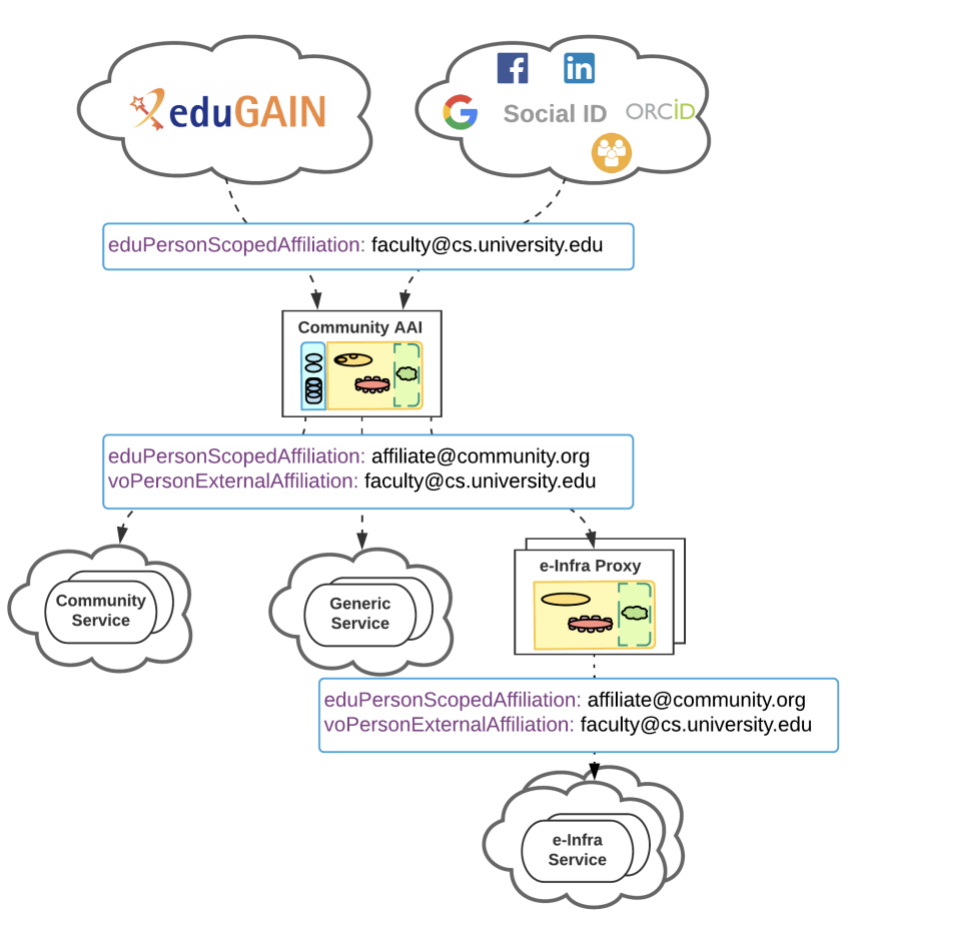 eduGAIN
Social ID
ORCiD
eduPersonScopedAffiliation: faculty@cs.university.edu
Community AAI
eduPersonScopedAffiliation: affiliate@community.org
voPersonExternalAffiliation: faculty@cs.university.edu
Community
Service
Generic
Service
e-Infra Proxy
eduPersonScopedAffiliation: affiliate@community.org
voPersonExternalAffiliation: faculty@cs.university.edu
e-Infra
Service